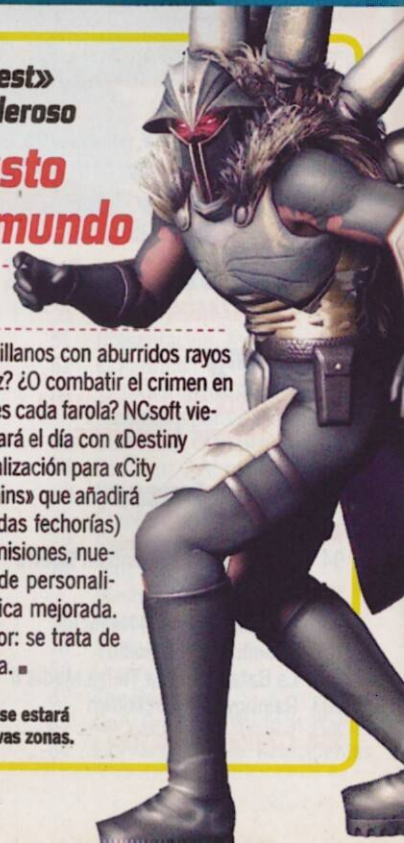 est»
deroso
sto
mundo
illanos con aburridos rayos
z? ¿O combatir el crimen en
es cada farola? NCsoft vie-
ará el día con «Destiny
alización para «City
ins» que añadirá
das fechorías)
nisiones, nue-
de personali-
ica mejorada.
or: se trata de
a. ■
se estará
vas zonas.